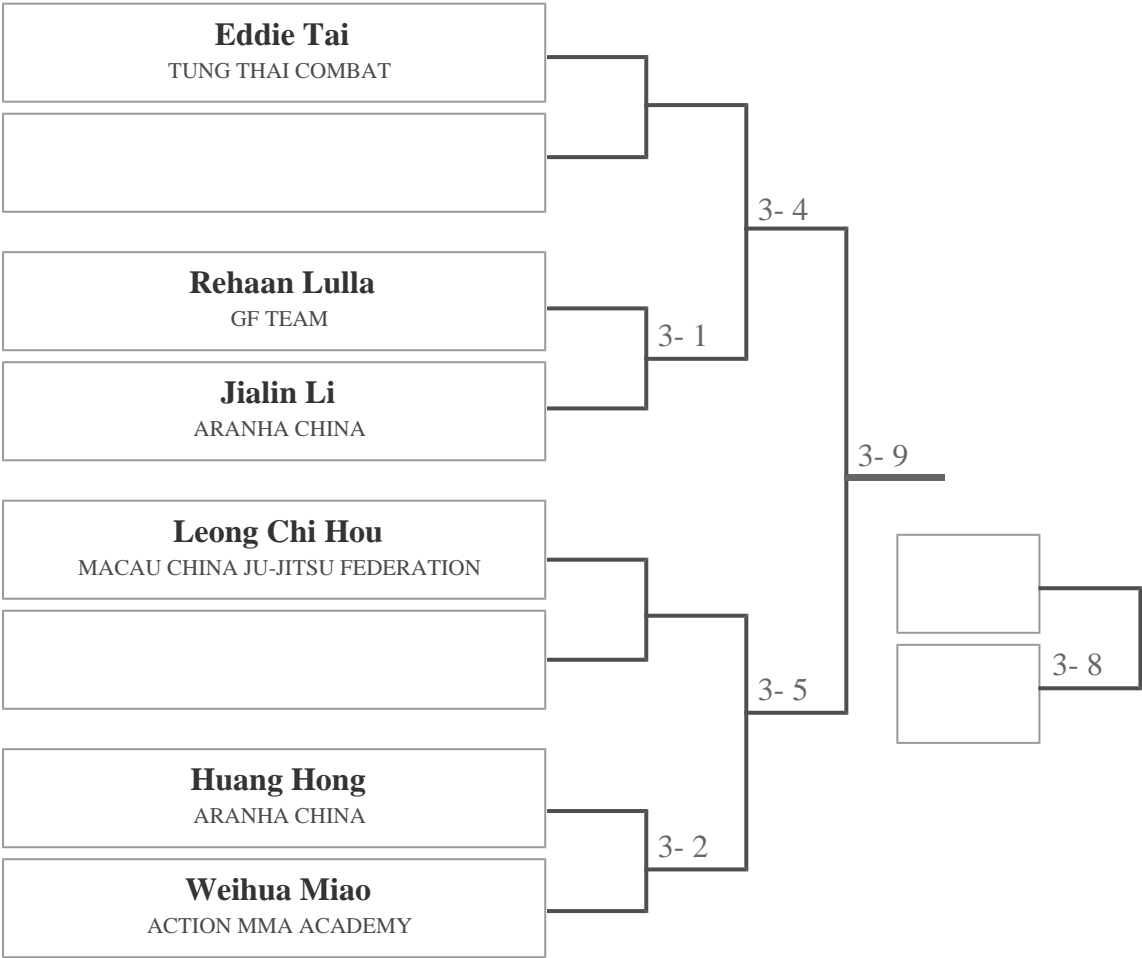 Eddie Tai
TUNG THAI COMBAT
3- 4
Rehaan Lulla
GF TEAM
3- 1
Jialin Li
ARANHA CHINA
3- 9
Leong Chi Hou
MACAU CHINA JU-JITSU FEDERATION
3- 8
3- 5
Huang Hong
ARANHA CHINA
3- 2
Weihua Miao
ACTION MMA ACADEMY